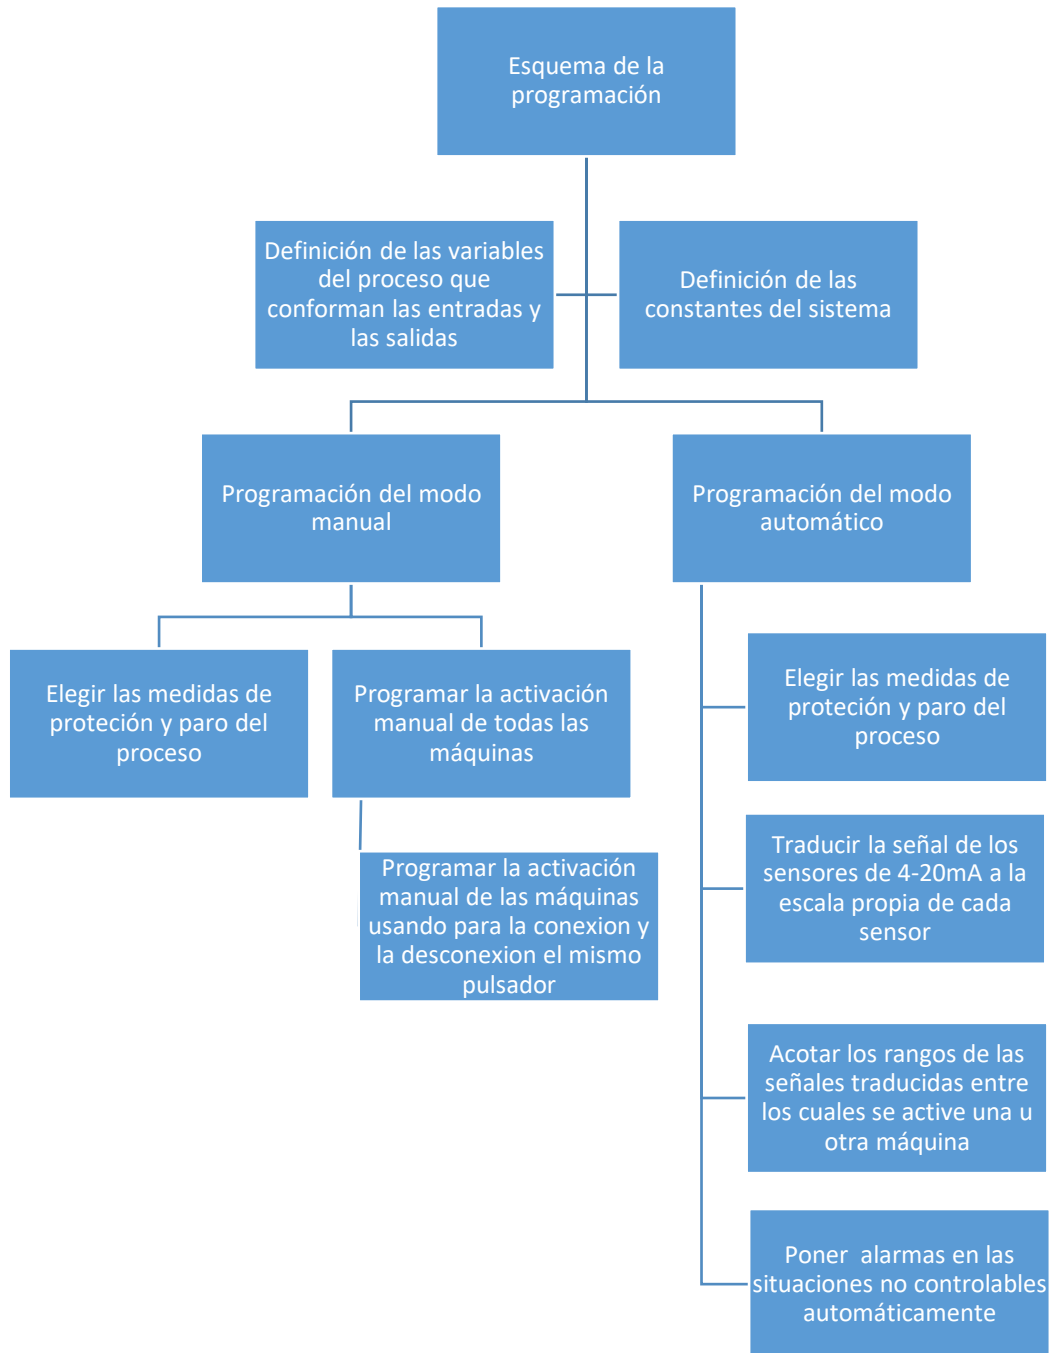 Esquema de la
programación
Definición de las variables
del proceso que
conforman las entradas y
las salidas
Definición de las
constantes del sistema
Programación del modo
manual
Programación del modo
automático
Elegir las medidas de
proteción y paro del
proceso
Programar la activación
manual de todas las
máquinas
Programar la activación
manual de las máquinas
usando para la conexion y
la desconexion el mismo
pulsador
Elegir las medidas de
proteción y paro del
proceso
Traducir la señal de los
sensores de 4-20mA a la
escala propia de cada
sensor
Acotar los rangos de las
señales traducidas entre
los cuales se active una u
otra máquina
Poner alarmas en las
situaciones no controlables
automáticamente